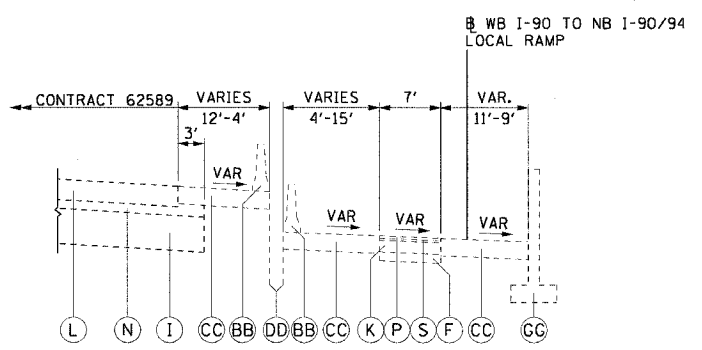 ℄ WB I-90 TO NB I-90/94
LOCAL RAMP
CONTRACT 62589
VARIES
12'-4'
VARIES
4'-15'
7'
VAR.
11'-9'
3'
VAR
VAR
VAR
VAR
L N I CC BB DD BB CC K P S F CC GG